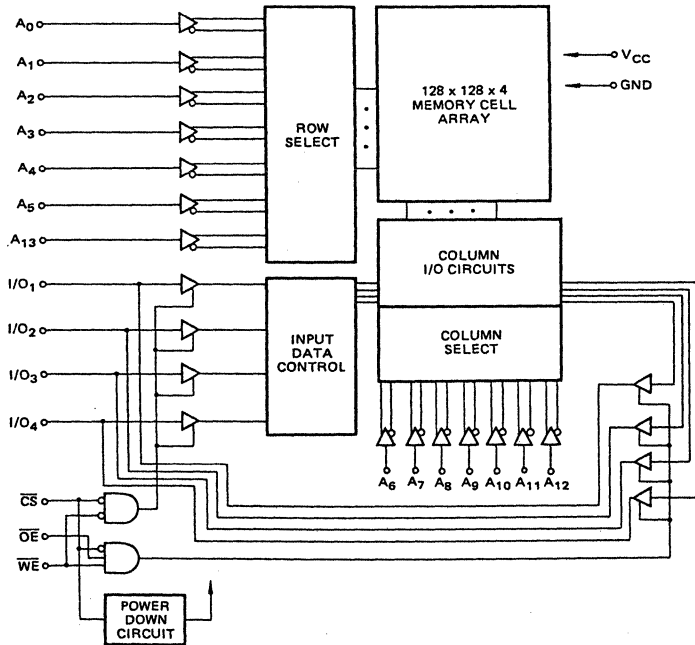 A0
A1
A2
A3
A4
A5
A13
ROW
SELECT
128 x 128 x 4
MEMORY CELL
ARRAY
VCC
GND
I/O1
I/O2
I/O3
I/O4
INPUT
DATA
CONTROL
COLUMN
I/O CIRCUITS
COLUMN
SELECT
A6
A7
A8
A9
A10
A11
A12
CS
OE
WE
POWER
DOWN
CIRCUIT